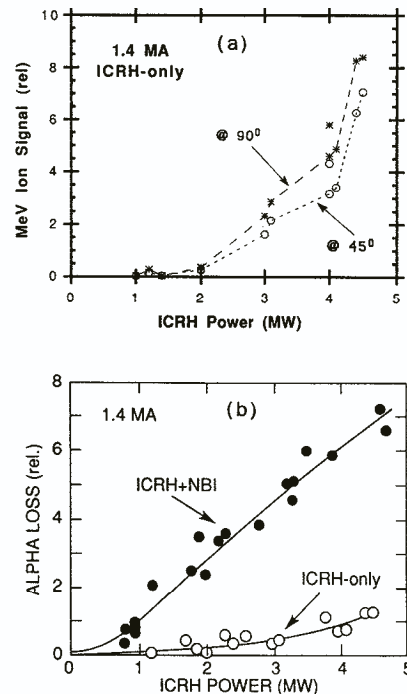 1.4 MA
ICRH-only
(a)
MeV Ion Signal (rel)
10
8
6
4
2
0
@ 90⁰
@ 45⁰
0 1 2 3 4 5
ICRH Power (MW)
1.4 MA
(b)
ALPHA LOSS (rel.)
8
6
4
2
0
ICRH+NBI
ICRH-only
0 1 2 3 4 5
ICRH POWER (MW)